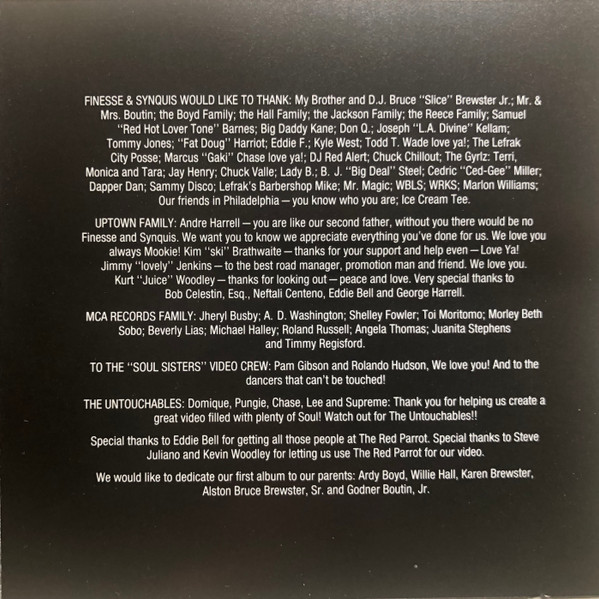 FINESSE & SYNQUIS WOULD LIKE TO THANK: My Brother and D.J. Bruce "Slice" Brewster Jr.; Mr. &
Mrs. Boutin; the Boyd Family; the Hall Family; the Jackson Family; the Reece Family; Samuel
"Red Hot Lover Tone" Barnes; Big Daddy Kane; Don Q.; Joseph "L.A. Divine" Kellam;
Tommy Jones; "Fat Doug" Harriot; Eddie F.; Kyle West; Todd T. Wade love ya!; The Lefrak
City Posse; Marcus "Gaki" Chase love ya!; DJ Red Alert; Chuck Chillout; The Gyrlz: Terri,
Monica and Tara; Jay Henry; Chuck Valle; Lady B.; B. J. "Big Deal" Steel; Cedric "Ced-Gee" Miller;
Dapper Dan; Sammy Disco; Lefrak's Barbershop Mike; Mr. Magic; WBLS; WRKS; Marlon Williams;
Our friends in Philadelphia — you know who you are; Ice Cream Tee.
UPTOWN FAMILY: Andre Harrell — you are like our second father, without you there would be no
Finesse and Synquis. We want you to know we appreciate everything you've done for us. We love you
always Mookie! Kim "ski" Brathwaite — thanks for your support and help even — Love Ya!
Jimmy "lovely" Jenkins — to the best road manager, promotion man and friend. We love you.
Kurt "Juice" Woodley — thanks for looking out — peace and love. Very special thanks to
Bob Celestin, Esq., Neftali Centeno, Eddie Bell and George Harrell.
MCA RECORDS FAMILY: Jheryl Busby; A. D. Washington; Shelley Fowler; Toi Moritomo; Morley Beth
Sobo; Beverly Lias; Michael Halley; Roland Russell; Angela Thomas; Juanita Stephens
and Timmy Regisford.
TO THE "SOUL SISTERS" VIDEO CREW: Pam Gibson and Rolando Hudson, We love you! And to the
dancers that can't be touched!
THE UNTOUCHABLES: Domique, Pungie, Chase, Lee and Supreme: Thank you for helping us create a
great video filled with plenty of Soul! Watch out for The Untouchables!!
Special thanks to Eddie Bell for getting all those people at The Red Parrot. Special thanks to Steve
Juliano and Kevin Woodley for letting us use The Red Parrot for our video.
We would like to dedicate our first album to our parents: Ardy Boyd, Willie Hall, Karen Brewster,
Alston Bruce Brewster, Sr. and Godner Boutin, Jr.